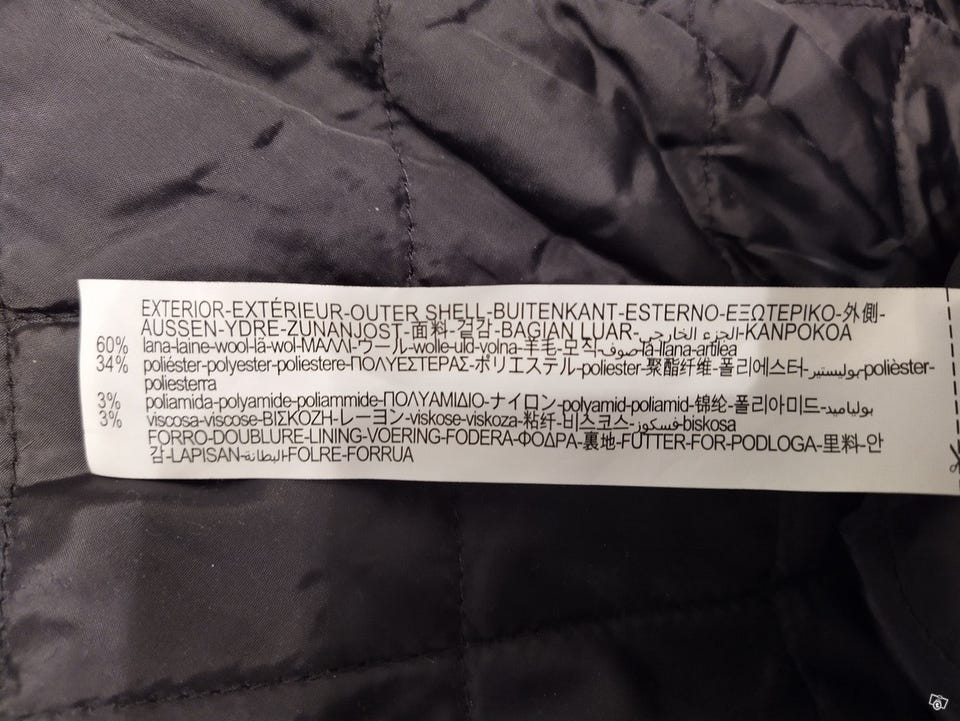 EXTERIOR-EXTÉRIEUR-OUTER SHELL-BUITENKANT-ESTERNO-ΕΞΩΤΕΡΙΚΟ-外側-
AUSSEN-YDRE-ZUNANJOST-面料-겉감-BAGIAN LUAR-الجزء الخارجي-KANPOKOA
60% lana-laine-wool-lã-wol-ΜΑΛΛΙ-ウール-wolle-uld-volna-羊毛-모직-صوف-la-llana-artilea
34% poliéster-polyester-poliestere-ΠΟΛΥΕΣΤΕΡΑΣ-ポリエステル-poliester-聚酯纤维-폴리에스터-بوليستير-polièster-
poliesterra
3% poliamida-polyamide-poliammide-ΠΟΛΥΑΜΙΔΙΟ-ナイロン-polyamid-poliamid-锦纶-폴리아미드-بولياميد
3% viscosa-viscose-ΒΙΣΚΟΖΗ-レーヨン-viskose-viskoza-粘纤-비스코스-فسكوز-biskosa
FORRO-DOUBLURE-LINING-VOERING-FODERA-ΦΟΔΡΑ-裏地-FUTTER-FOR-PODLOGA-里料-안
감-LAPISAN-البطانة-FOLRE-FORRUA